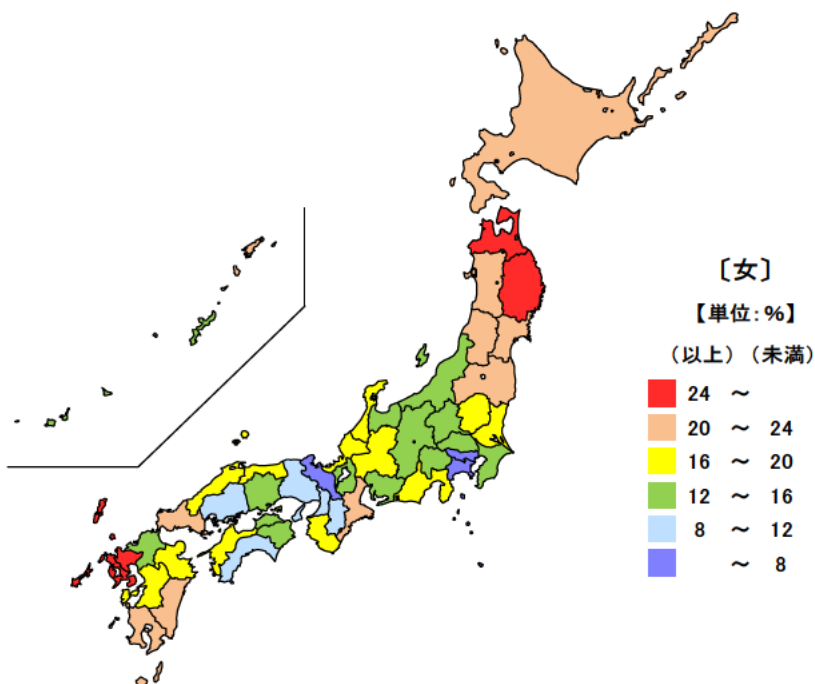 〔女〕
【単位:%】
（以上）（未満）
24 ～
20 ～ 24
16 ～ 20
12 ～ 16
8 ～ 12
～ 8